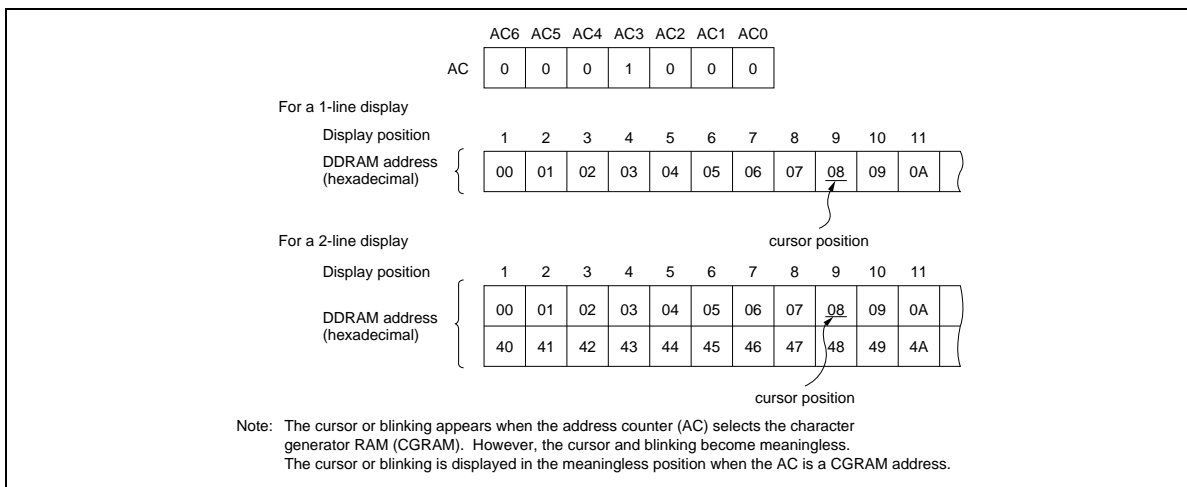 AC6 AC5 AC4 AC3 AC2 AC1 AC0
AC 0 0 0 1 0 0 0
For a 1-line display
Display position 1 2 3 4 5 6 7 8 9 10 11
DDRAM address
(hexadecimal)
00 01 02 03 04 05 06 07 08 09 0A
cursor position
For a 2-line display
Display position 1 2 3 4 5 6 7 8 9 10 11
DDRAM address
(hexadecimal)
00 01 02 03 04 05 06 07 08 09 0A
40 41 42 43 44 45 46 47 48 49 4A
cursor position
Note: The cursor or blinking appears when the address counter (AC) selects the character
generator RAM (CGRAM). However, the cursor and blinking become meaningless.
The cursor or blinking is displayed in the meaningless position when the AC is a CGRAM address.